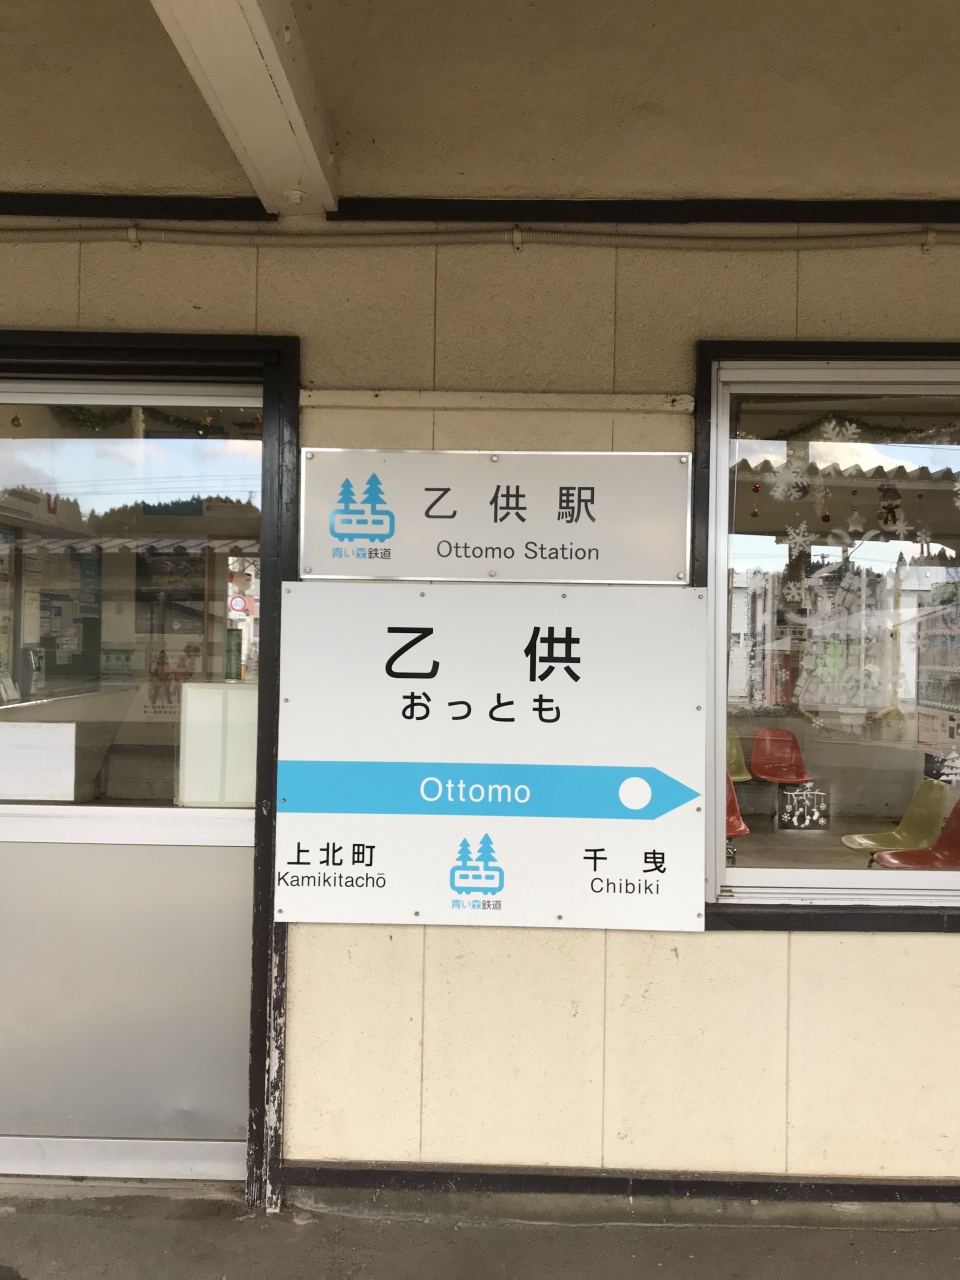 乙供駅
青い森鉄道
Ottomo Station
乙供
おっとも
Ottomo
上北町
Kamikitachō
千曳
Chibiki
青い森鉄道